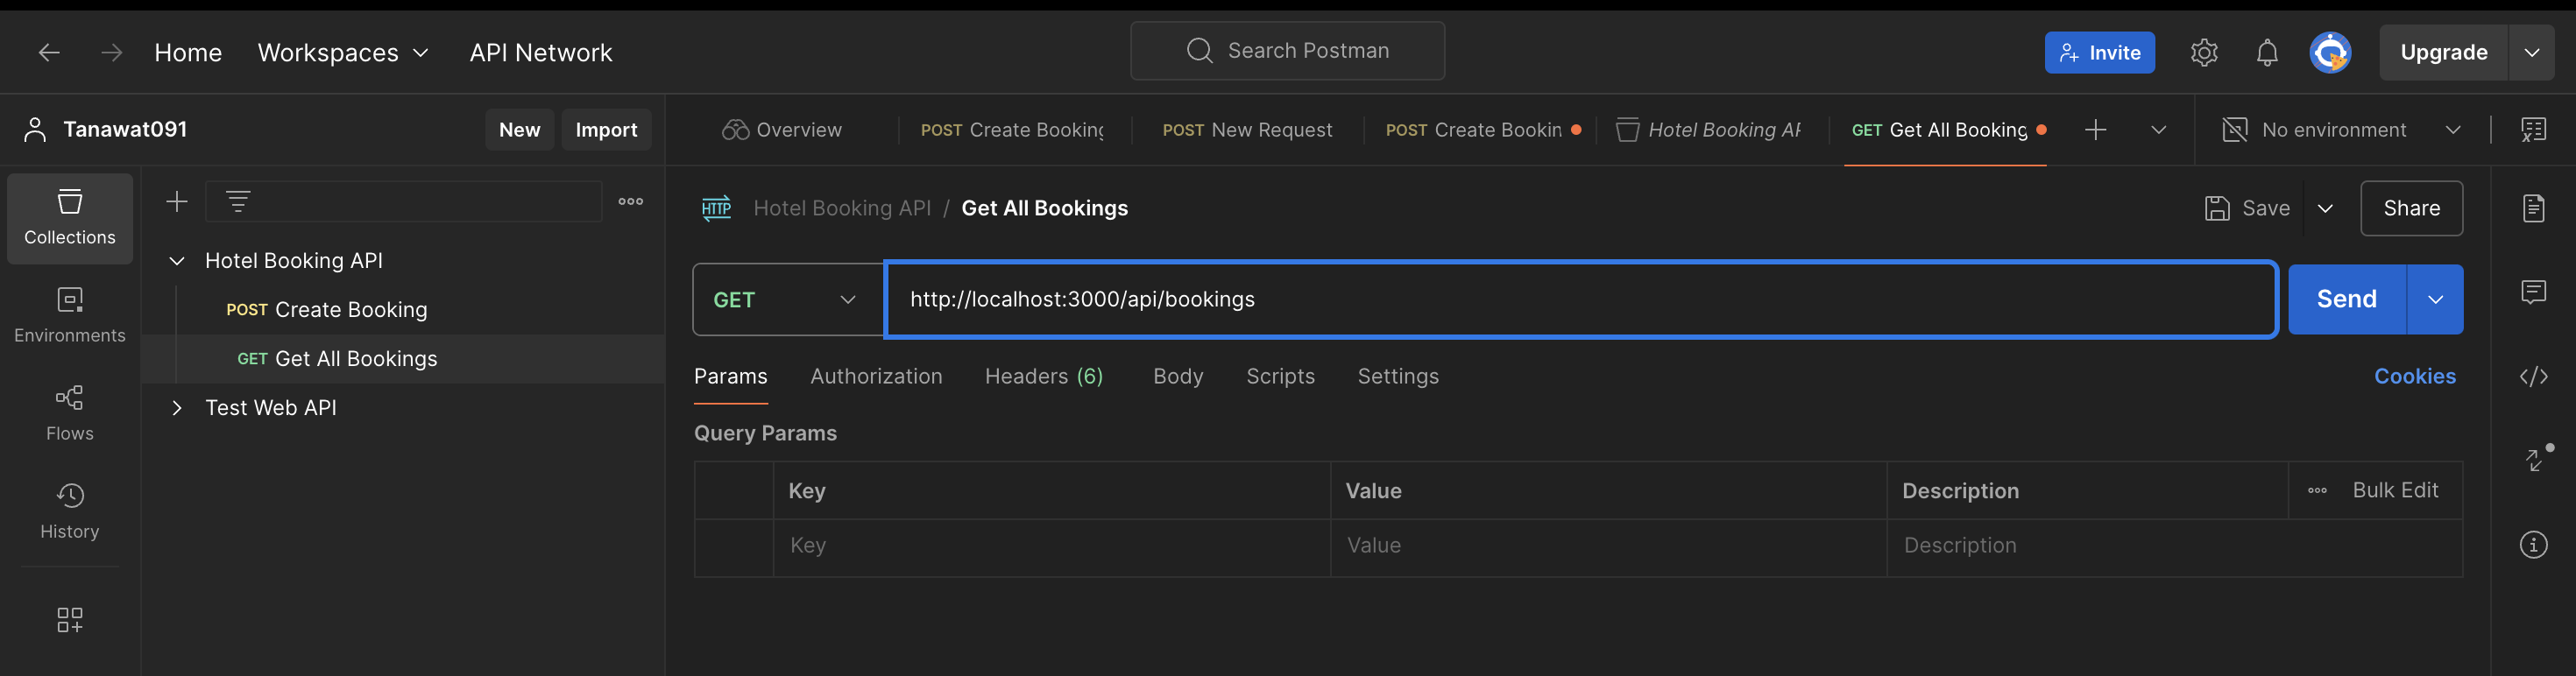 Home Workspaces API Network Search Postman Invite Upgrade
Tanawat091 New Import Overview POST Create Booking POST New Request POST Create Bookin Hotel Booking AP GET Get All Booking No environment
Collections
Environments
Flows
History
Hotel Booking API
POST Create Booking
GET Get All Bookings
Test Web API
HTTP Hotel Booking API / Get All Bookings Save Share
GET http://localhost:3000/api/bookings Send
Params Authorization Headers (6) Body Scripts Settings Cookies
Query Params
Key Value Description Bulk Edit
Key Value Description